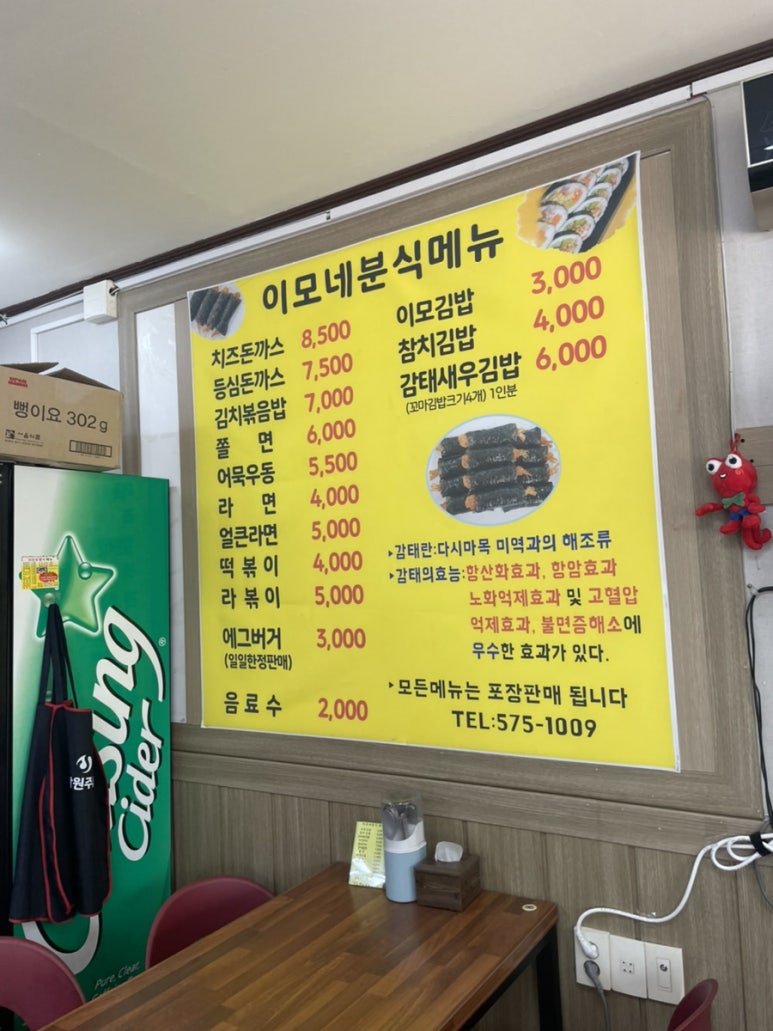 이모네분식메뉴
치즈돈까스 8,500
등심돈까스 7,500
김치볶음밥 7,000
쫄 면 6,000
어묵우동 5,500
라 면 4,000
얼큰라면 5,000
떡 볶 이 4,000
라 볶 이 5,000
에그버거 3,000
(일일한정판매)
음 료 수 2,000
이모김밥 3,000
참치김밥 4,000
감태새우김밥 6,000
(꼬마김밥크기4개) 1인분
▸감태란:다시마목 미역과의 해조류
▸감태의효능:항산화효과, 항암효과
노화억제효과 및 고혈압
억제효과, 불면증해소에
우수한 효과가 있다.
▸모든메뉴는 포장판매 됩니다
TEL:575-1009
뻥이요 302g
Cider
원주
Pure, Clear,